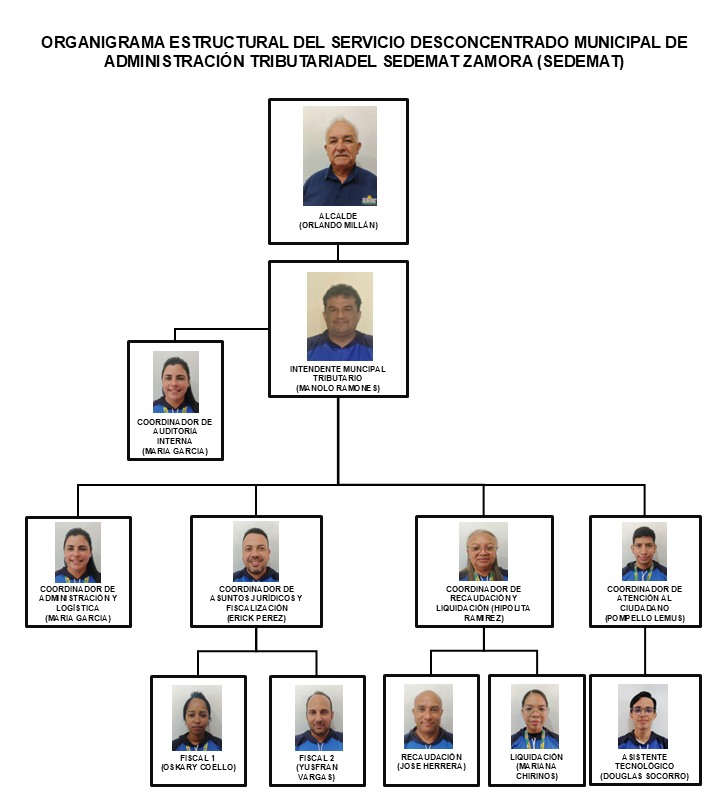 ORGANIGRAMA ESTRUCTURAL DEL SERVICIO DESCONCENTRADO MUNICIPAL DE
ADMINISTRACIÓN TRIBUTARIADEL SEDEMAT ZAMORA (SEDEMAT)
ALCALDE
(ORLANDO MILLÁN)
INTENDENTE MUNCIPAL
TRIBUTARIO
(MANOLO RAMONES)
COORDINADOR DE
AUDITORIA
INTERNA
(MARIA GARCIA)
COORDINADOR DE
ADMINISTRACIÓN Y
LOGÍSTICA
(MARIA GARCIA)
COORDINADOR DE
ASUNTOS JURÍDICOS Y
FISCALIZACIÓN
(ERICK PEREZ)
COORDINADOR DE
RECAUDACIÓN Y
LIQUIDACIÓN (HIPOLITA
RAMIREZ)
COORDINADOR DE
ATENCIÓN AL
CIUDADANO
(POMPELLO LEMUS)
FISCAL 1
(OSKARY COELLO)
FISCAL 2
(YUSFRAN
VARGAS)
RECAUDACIÓN
(JOSE HERRERA)
LIQUIDACIÓN
(MARIANA
CHIRINOS)
ASISTENTE
TECNOLÓGICO
(DOUGLAS SOCORRO)